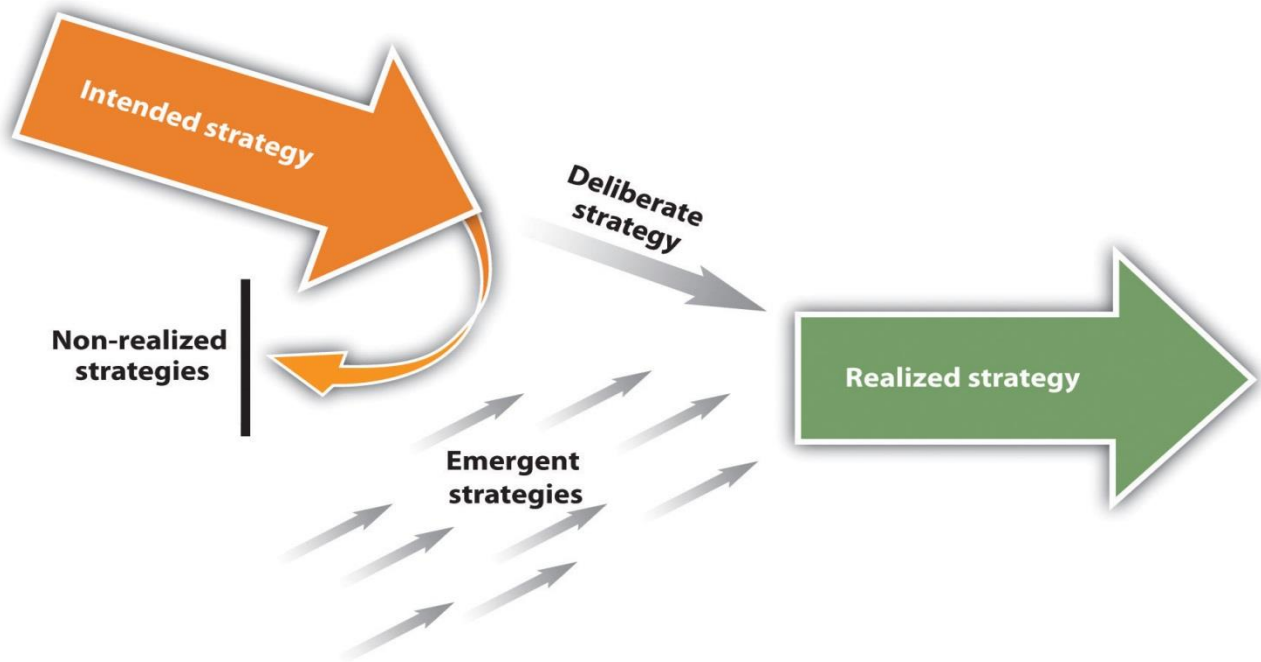 Intended strategy
Deliberate
strategy
Non-realized
strategies
Realized strategy
Emergent
strategies